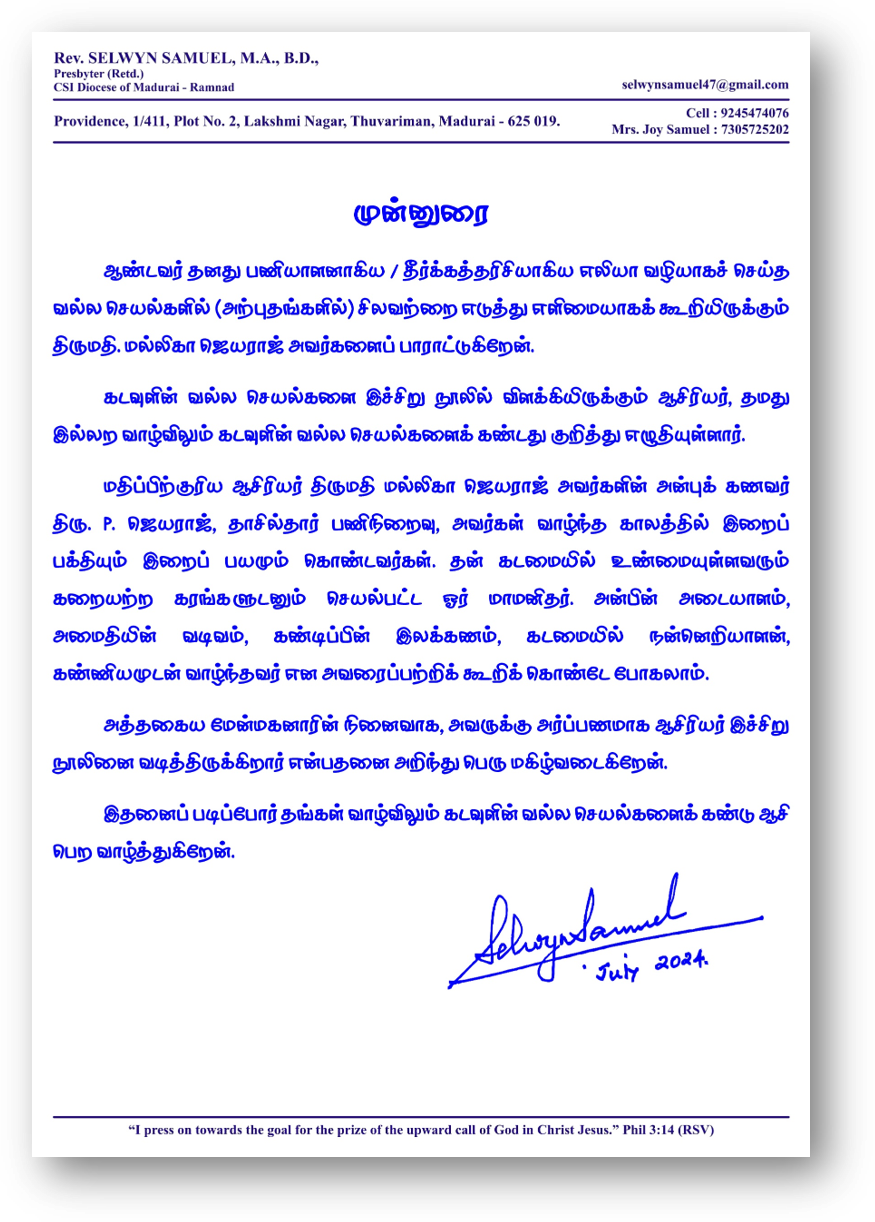 Rev. SELWYN SAMUEL, M.A., B.D.,
Presbyter (Retd.)
CSI Diocese of Madurai - Ramnad
selwynsamuel47@gmail.com
Providence, 1/411, Plot No. 2, Lakshmi Nagar, Thuvariman, Madurai - 625 019.
Cell : 9245474076
Mrs. Joy Samuel : 7305725202
முன்னுரை
ஆண்டவர் தனது பணியாளனாகிய / தீர்க்கத்தரிசியாகிய எலியா வழியாகச் செய்த
வல்ல செயல்களில் (அற்புதங்களில்) சிலவற்றை எடுத்து எளிமையாகக் கூறியிருக்கும்
திருமதி. மல்லிகா ஜெயராஜ் அவர்களைப் பாராட்டுகிறேன்.
கடவுளின் வல்ல செயல்களை இச்சிறு நூலில் விளக்கியிருக்கும் ஆசிரியர், தமது
இல்லற வாழ்விலும் கடவுளின் வல்ல செயல்களைக் கண்டது குறித்து எழுதியுள்ளார்.
மதிப்பிற்குரிய ஆசிரியர் திருமதி மல்லிகா ஜெயராஜ் அவர்களின் அன்புக் கணவர்
திரு. P. ஜெயராஜ், தாசில்தார் பணிநிறைவு, அவர்கள் வாழ்ந்த காலத்தில் இறைப்
பக்தியும் இறைப் பயமும் கொண்டவர்கள். தன் கடமையில் உண்மையுள்ளவரும்
கறையற்ற கரங்களுடனும் செயல்பட்ட ஓர் மாமனிதர். அன்பின் அடையாளம்,
அமைதியின் வடிவம், கண்டிப்பின் இலக்கணம், கடமையில் நன்னெறியாளன்,
கண்ணியமுடன் வாழ்ந்தவர் என அவரைப்பற்றிக் கூறிக் கொண்டே போகலாம்.
அத்தகைய மேன்மகனாரின் நினைவாக, அவருக்கு அர்ப்பணமாக ஆசிரியர் இச்சிறு
நூலினை வடித்திருக்கிறார் என்பதனை அறிந்து பெரு மகிழ்வடைகிறேன்.
இதனைப் படிப்போர் தங்கள் வாழ்விலும் கடவுளின் வல்ல செயல்களைக் கண்டு ஆசி
பெற வாழ்த்துகிறேன்.
Selwyn Samuel
July 2024.
“I press on towards the goal for the prize of the upward call of God in Christ Jesus.” Phil 3:14 (RSV)